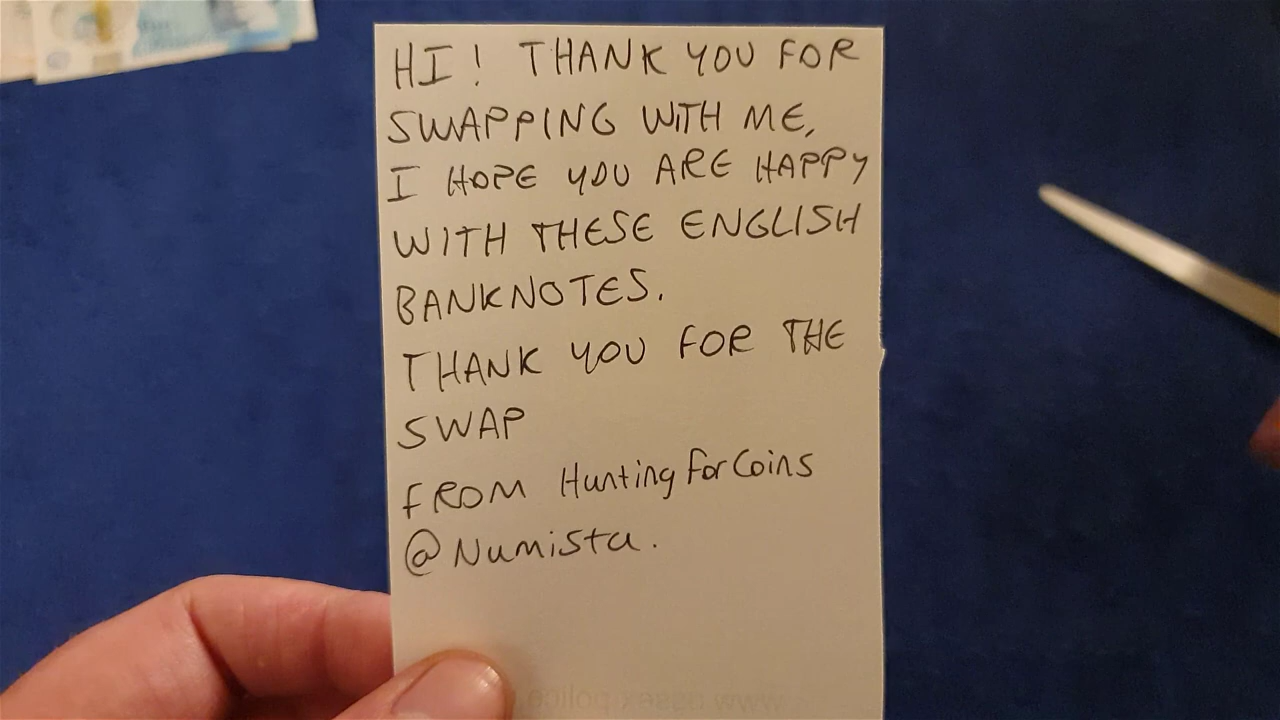 HI! THANK YOU FOR
SWAPPING WITH ME,
I HOPE YOU ARE HAPPY
WITH THESE ENGLISH
BANKNOTES.
THANK YOU FOR THE
SWAP
FROM HuntingForCoins
@Numista.